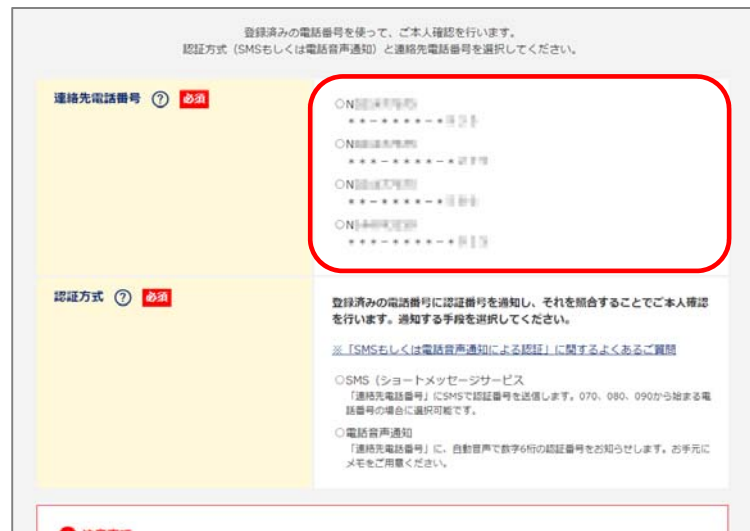 登録済みの電話番号を使って、ご本人確認を行います。
認証方式（SMSもしくは電話音声通知）と連絡先電話番号を選択してください。
連絡先電話番号 ? 必須
○N
**-****-*
○N
***-****-*
○N
**-****-*
○N
***-****-*
認証方式 ? 必須
登録済みの電話番号に認証番号を通知し、それを照合することでご本人確認
を行います。通知する手段を選択してください。
※「SMSもしくは電話音声通知による認証」に関するよくあるご質問
○SMS（ショートメッセージサービス
「連絡先電話番号」にSMSで認証番号を送信します。070、080、090から始まる電
話番号の場合に選択可能です。
○電話音声通知
「連絡先電話番号」に、自動音声で数字6桁の認証番号をお知らせします。お手元に
メモをご用意ください。